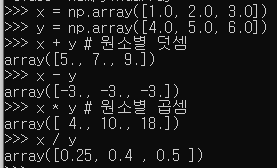 >>> x = np.array([1.0, 2.0, 3.0])
>>> y = np.array([4.0, 5.0, 6.0])
>>> x + y # 원소별 덧셈
array([5., 7., 9.])
>>> x - y
array([-3., -3., -3.])
>>> x * y # 원소별 곱셈
array([ 4., 10., 18.])
>>> x / y
array([0.25, 0.4 , 0.5 ])